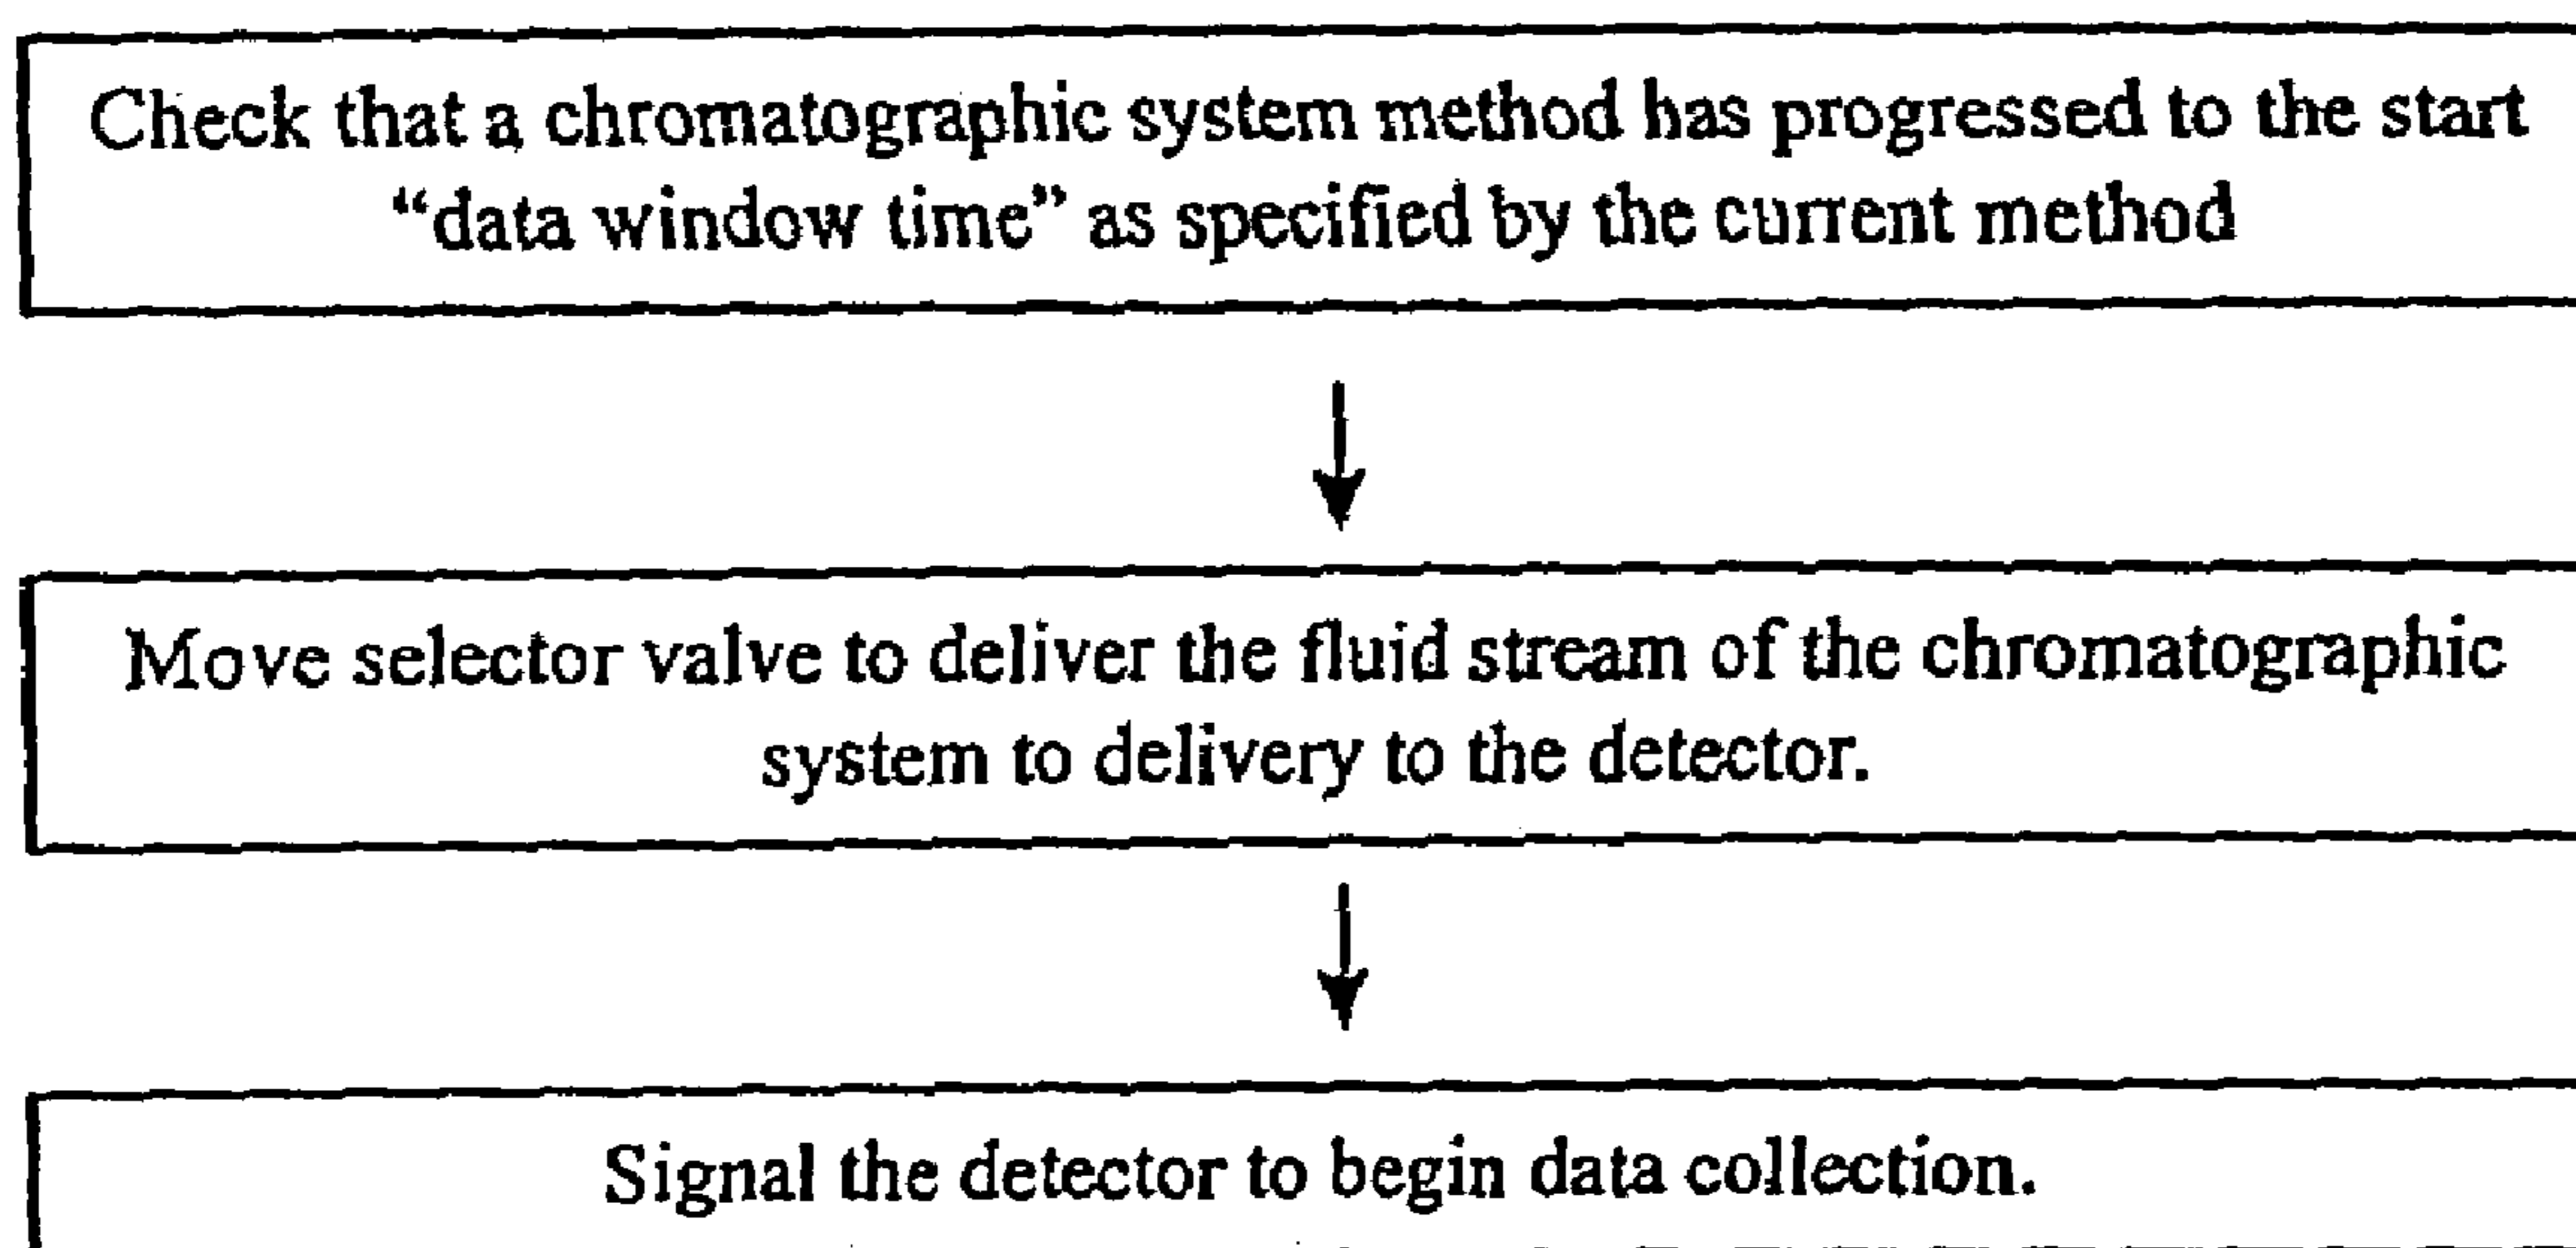 Check that a chromatographic system method has progressed to the start
“data window time” as specified by the current method
Move selector valve to deliver the fluid stream of the chromatographic
system to delivery to the detector.
Signal the detector to begin data collection.